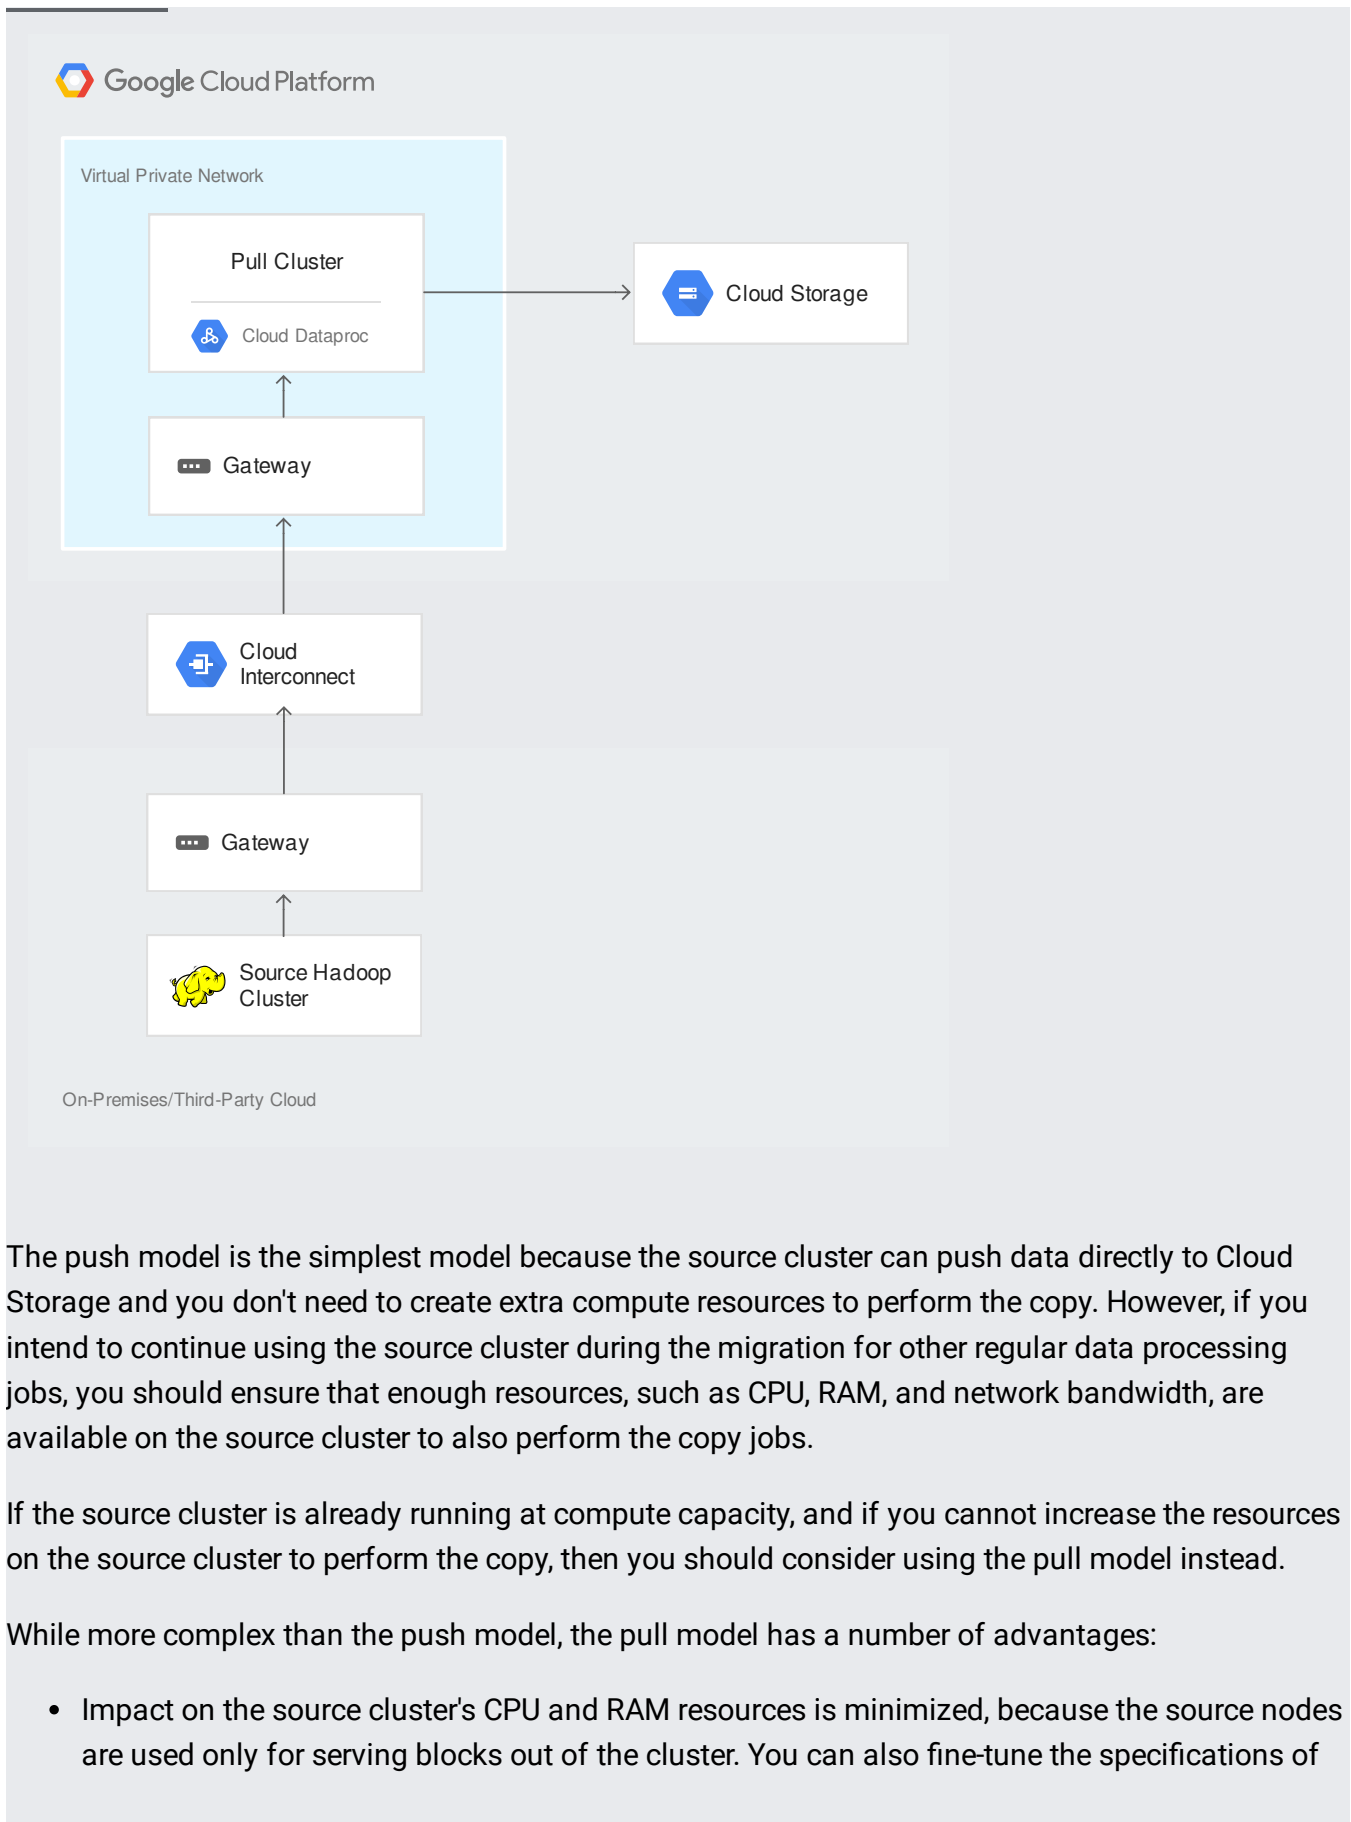 Google Cloud Platform
Virtual Private Network
Pull Cluster
Cloud Dataproc
Cloud Storage
Gateway
Cloud
Interconnect
Gateway
Source Hadoop
Cluster
On-Premises/Third-Party Cloud
The push model is the simplest model because the source cluster can push data directly to Cloud
Storage and you don't need to create extra compute resources to perform the copy. However, if you
intend to continue using the source cluster during the migration for other regular data processing
jobs, you should ensure that enough resources, such as CPU, RAM, and network bandwidth, are
available on the source cluster to also perform the copy jobs.
If the source cluster is already running at compute capacity, and if you cannot increase the resources
on the source cluster to perform the copy, then you should consider using the pull model instead.
While more complex than the push model, the pull model has a number of advantages:
• Impact on the source cluster's CPU and RAM resources is minimized, because the source nodes
are used only for serving blocks out of the cluster. You can also fine-tune the specifications of